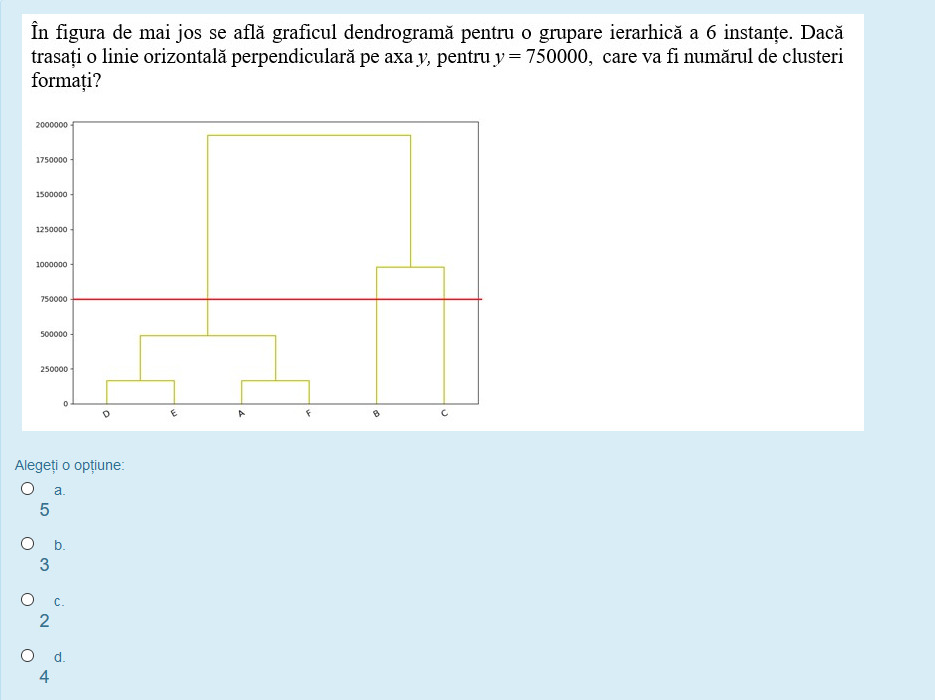 În figura de mai jos se află graficul dendrogramă pentru o grupare ierarhică a 6 instanțe. Dacă
trasați o linie orizontală perpendiculară pe axa y, pentru y = 750000, care va fi numărul de clusteri
formați?
2000000
1750000
1500000
1250000
1000000
750000
500000
250000
0
D E A F B C
Alegeți o opțiune:
a.
5
b.
3
c.
2
d.
4